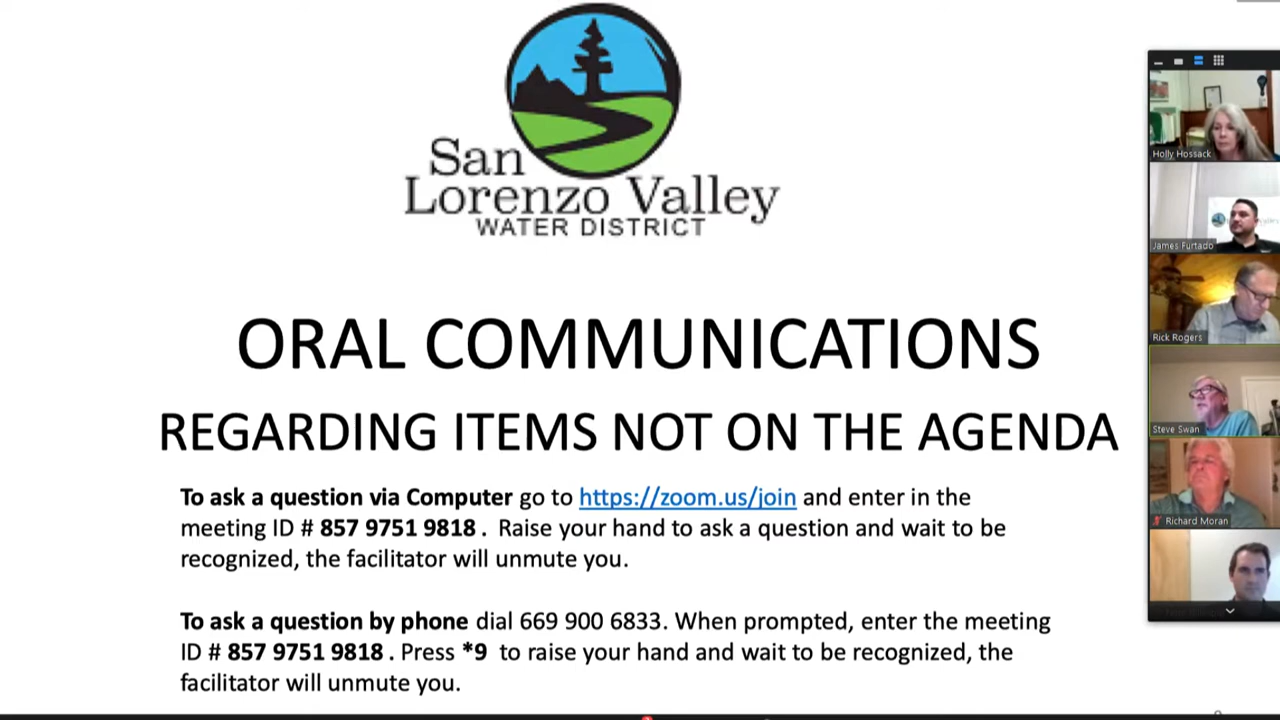 San
Lorenzo Valley
WATER DISTRICT
ORAL COMMUNICATIONS
REGARDING ITEMS NOT ON THE AGENDA
To ask a question via Computer go to https://zoom.us/join and enter in the
meeting ID # 857 9751 9818 . Raise your hand to ask a question and wait to be
recognized, the facilitator will unmute you.
To ask a question by phone dial 669 900 6833. When prompted, enter the meeting
ID # 857 9751 9818 . Press *9 to raise your hand and wait to be recognized, the
facilitator will unmute you.
Holly Hossack
James Furtado
Rick Rogers
Steve Swan
Richard Moran